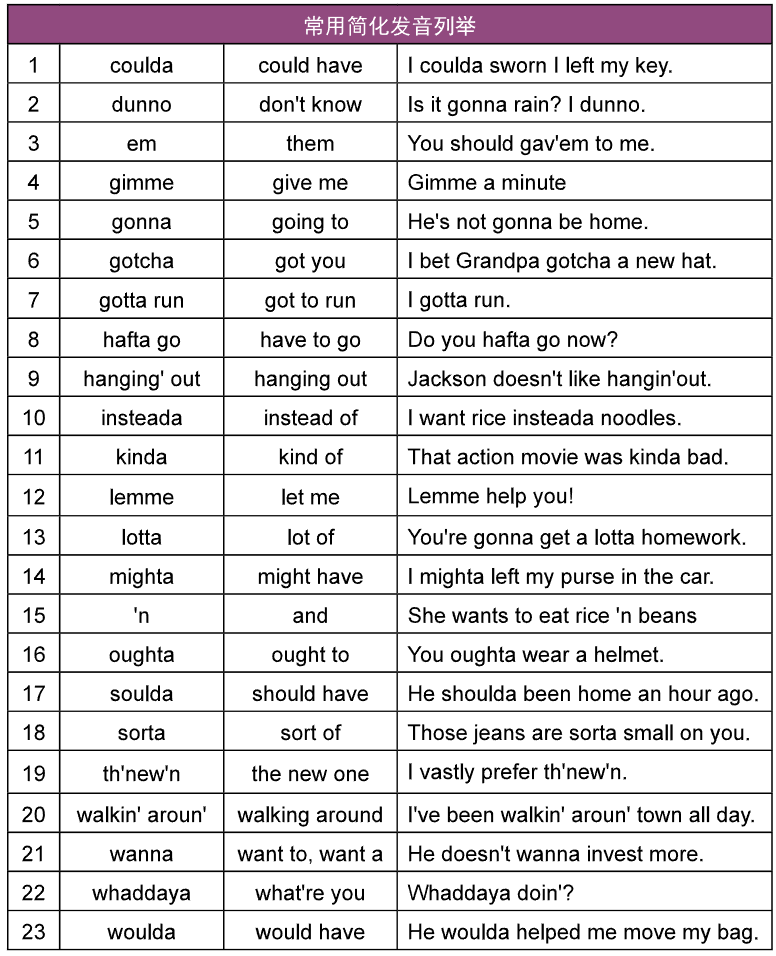 常用简化发音列举
1 coulda could have I coulda sworn I left my key.
2 dunno don't know Is it gonna rain? I dunno.
3 em them You should gav'em to me.
4 gimme give me Gimme a minute
5 gonna going to He's not gonna be home.
6 gotcha got you I bet Grandpa gotcha a new hat.
7 gotta run got to run I gotta run.
8 hafta go have to go Do you hafta go now?
9 hanging' out hanging out Jackson doesn't like hangin'out.
10 insteada instead of I want rice insteada noodles.
11 kinda kind of That action movie was kinda bad.
12 lemme let me Lemme help you!
13 lotta lot of You're gonna get a lotta homework.
14 mighta might have I mighta left my purse in the car.
15 'n and She wants to eat rice 'n beans
16 oughta ought to You oughta wear a helmet.
17 soulda should have He shoulda been home an hour ago.
18 sorta sort of Those jeans are sorta small on you.
19 th'new'n the new one I vastly prefer th'new'n.
20 walkin' aroun' walking around I've been walkin' aroun' town all day.
21 wanna want to, want a He doesn't wanna invest more.
22 whaddaya what're you Whaddaya doin'?
23 woulda would have He woulda helped me move my bag.